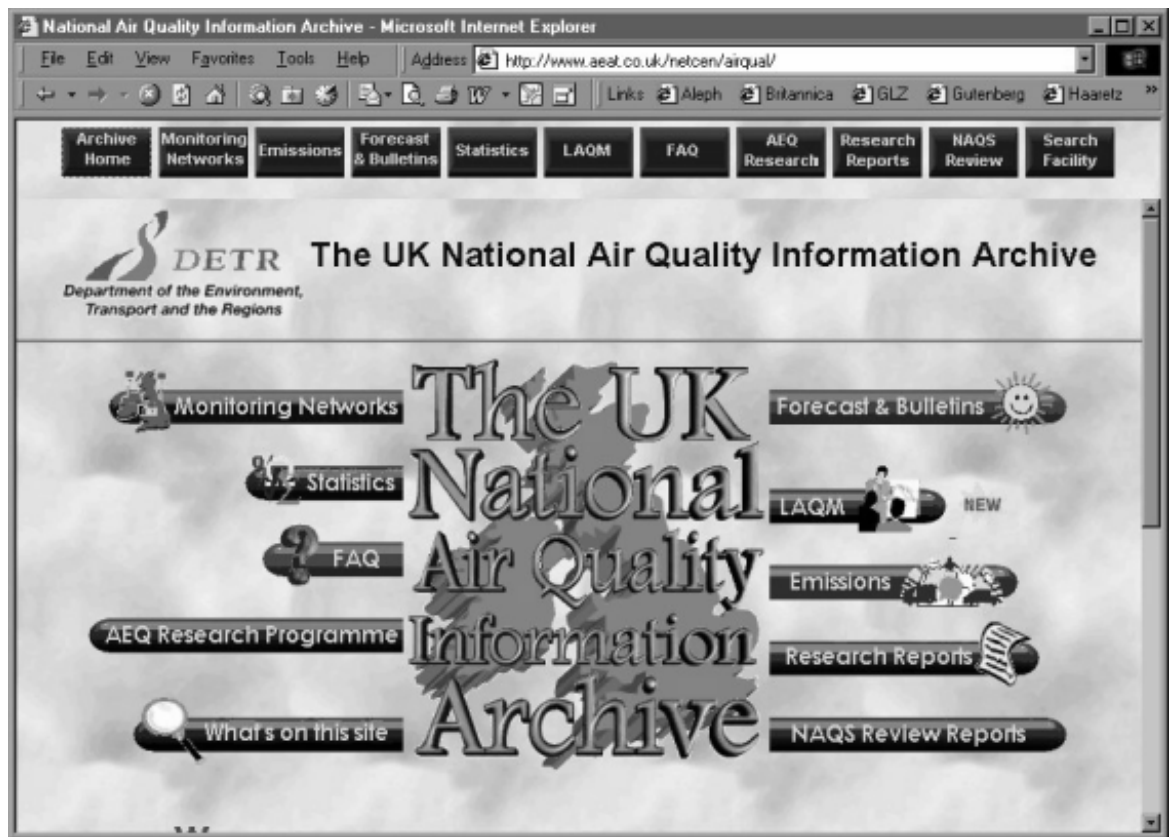 National Air Quality Information Archive - Microsoft Internet Explorer
File Edit View Favorites Tools Help Address http://www.aeat.co.uk/netcen/airqual/
Links Aleph Britannica GLZ Gutenberg Haaretz »
Archive Home
Monitoring Networks
Emissions
Forecast & Bulletins
Statistics
LAQM
FAQ
AEQ Research
Research Reports
NAQS Review
Search Facility
DETR
Department of the Environment,
Transport and the Regions
The UK National Air Quality Information Archive
Monitoring Networks
Statistics
FAQ
AEQ Research Programme
What's on this site
The UK
National
Air Quality
Information
Archive
Forecast & Bulletins
LAQM
NEW
Emissions
Research Reports
NAQS Review Reports